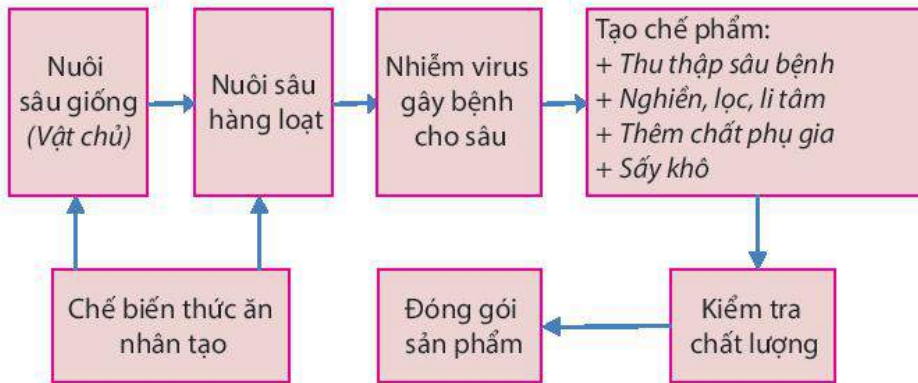 Nuôi
sâu giống
(Vật chủ)
Nuôi sâu
hàng loạt
Nhiễm virus
gây bệnh
cho sâu
Tạo chế phẩm:
+ Thu thập sâu bệnh
+ Nghiền, lọc, li tâm
+ Thêm chất phụ gia
+ Sấy khô
Chế biến thức ăn
nhân tạo
Đóng gói
sản phẩm
Kiểm tra
chất lượng